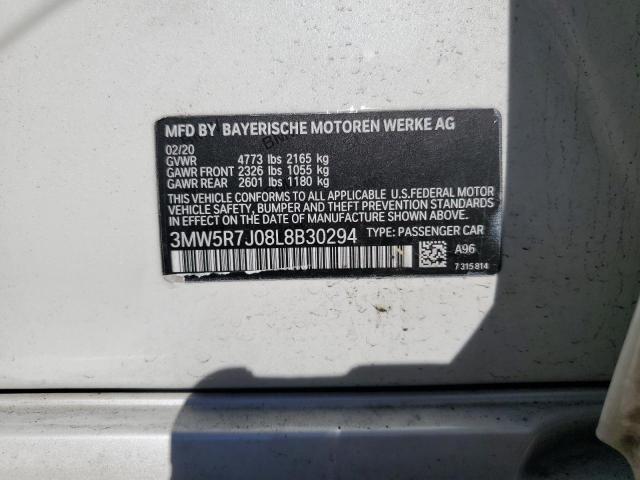 MFD BY BAYERISCHE MOTOREN WERKE AG
02/20
GVWR 4773 lbs 2165 kg
GAWR FRONT 2326 lbs 1055 kg
GAWR REAR 2601 lbs 1180 kg
THIS VEHICLE CONFORMS TO ALL APPLICABLE U.S.FEDERAL MOTOR
VEHICLE SAFETY, BUMPER AND THEFT PREVENTION STANDARDS
IN EFFECT ON THE DATE OF MANUFACTURE SHOWN ABOVE.
3MW5R7J08L8B30294 TYPE: PASSENGER CAR
A96
7 315 814